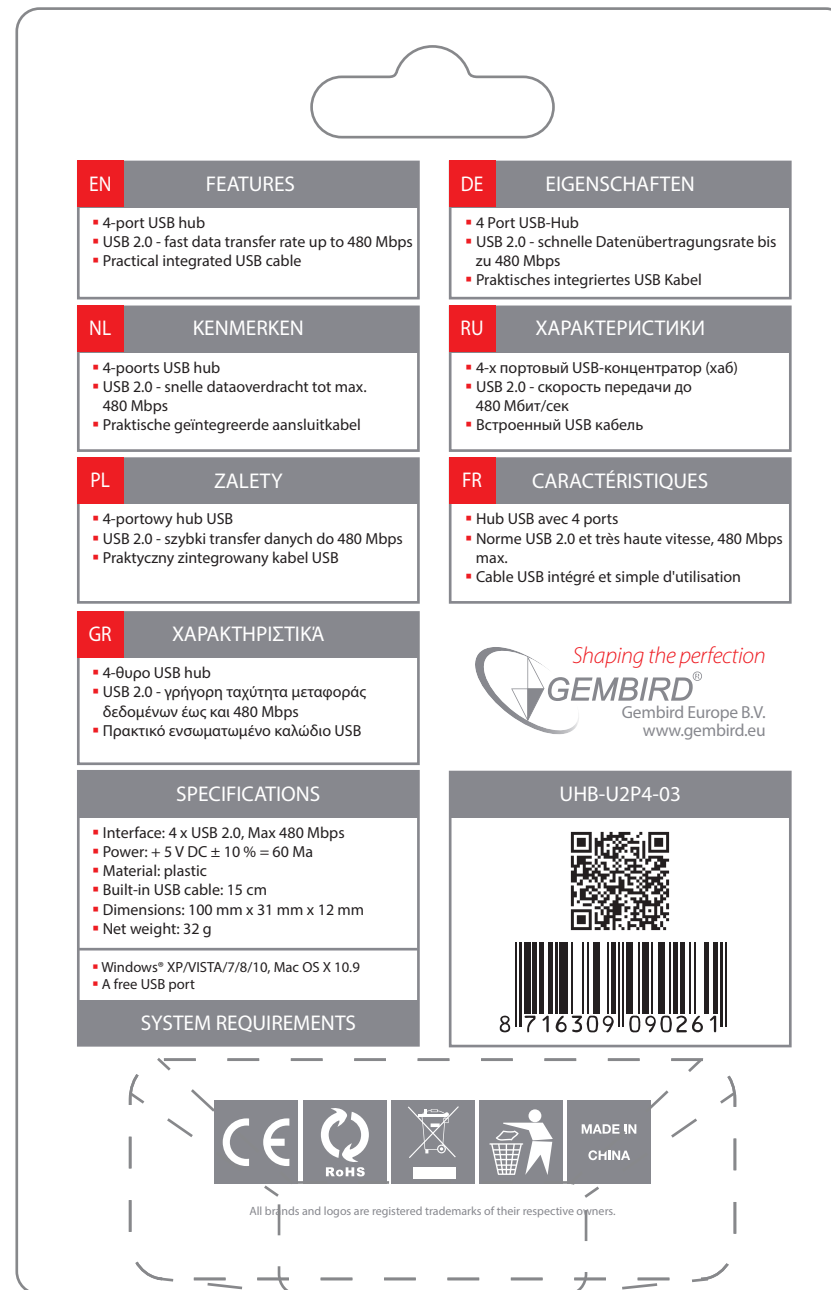 EN FEATURES
▪ 4-port USB hub
▪ USB 2.0 - fast data transfer rate up to 480 Mbps
▪ Practical integrated USB cable
DE EIGENSCHAFTEN
▪ 4 Port USB-Hub
▪ USB 2.0 - schnelle Datenübertragungsrate bis
zu 480 Mbps
▪ Praktisches integriertes USB Kabel
NL KENMERKEN
▪ 4-poorts USB hub
▪ USB 2.0 - snelle dataoverdracht tot max.
480 Mbps
▪ Praktische geïntegreerde aansluitkabel
RU ХАРАКТЕРИСТИКИ
▪ 4-х портовый USB-концентратор (хаб)
▪ USB 2.0 - скорость передачи до
480 Мбит/сек
▪ Встроенный USB кабель
PL ZALETY
▪ 4-portowy hub USB
▪ USB 2.0 - szybki transfer danych do 480 Mbps
▪ Praktyczny zintegrowany kabel USB
FR CARACTÉRISTIQUES
▪ Hub USB avec 4 ports
▪ Norme USB 2.0 et très haute vitesse, 480 Mbps
max.
▪ Cable USB intégré et simple d'utilisation
GR ΧΑΡΑΚΤΗΡΙΣΤΙΚΆ
▪ 4-θυρο USB hub
▪ USB 2.0 - γρήγορη ταχύτητα μεταφοράς
δεδομένων έως και 480 Mbps
▪ Πρακτικό ενσωματωμένο καλώδιο USB
Shaping the perfection
GEMBIRD®
Gembird Europe B.V.
www.gembird.eu
SPECIFICATIONS
▪ Interface: 4 x USB 2.0, Max 480 Mbps
▪ Power: + 5 V DC ± 10 % = 60 Ma
▪ Material: plastic
▪ Built-in USB cable: 15 cm
▪ Dimensions: 100 mm x 31 mm x 12 mm
▪ Net weight: 32 g
▪ Windows® XP/VISTA/7/8/10, Mac OS X 10.9
▪ A free USB port
SYSTEM REQUIREMENTS
UHB-U2P4-03
8 716309 090261
CE
RoHS
MADE IN
CHINA
All brands and logos are registered trademarks of their respective owners.